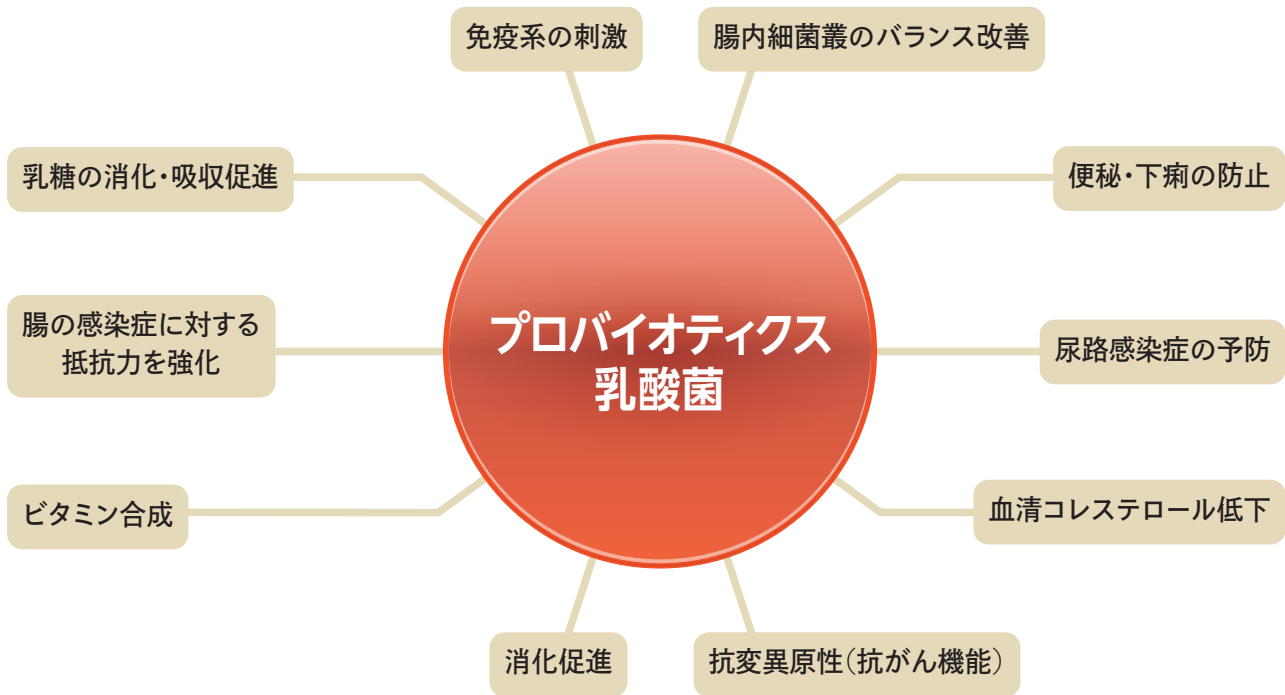 免疫系の刺激
腸内細菌叢のバランス改善
乳糖の消化・吸収促進
便秘・下痢の防止
腸の感染症に対する
抵抗力を強化
プロバイオティクス
乳酸菌
尿路感染症の予防
ビタミン合成
血清コレステロール低下
消化促進
抗変異原性(抗がん機能)